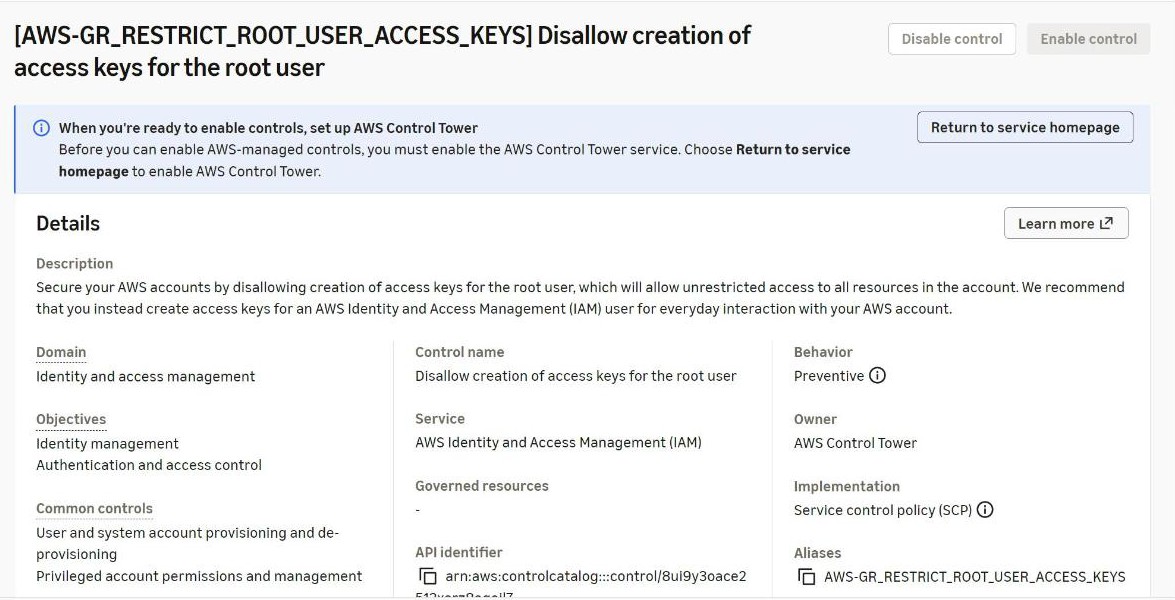 [AWS-GR_RESTRICT_ROOT_USER_ACCESS_KEYS] Disallow creation of
access keys for the root user
Disable control
Enable control
When you're ready to enable controls, set up AWS Control Tower
Before you can enable AWS-managed controls, you must enable the AWS Control Tower service. Choose Return to service
homepage to enable AWS Control Tower.
Return to service homepage
Details
Learn more
Description
Secure your AWS accounts by disallowing creation of access keys for the root user, which will allow unrestricted access to all resources in the account. We recommend
that you instead create access keys for an AWS Identity and Access Management (IAM) user for everyday interaction with your AWS account.
Domain
Identity and access management
Objectives
Identity management
Authentication and access control
Common controls
User and system account provisioning and de-
provisioning
Privileged account permissions and management
Control name
Disallow creation of access keys for the root user
Service
AWS Identity and Access Management (IAM)
Governed resources
-
API identifier
arn:aws:controlcatalog:::control/8ui9y3oace2
Behavior
Preventive
Owner
AWS Control Tower
Implementation
Service control policy (SCP)
Aliases
AWS-GR_RESTRICT_ROOT_USER_ACCESS_KEYS